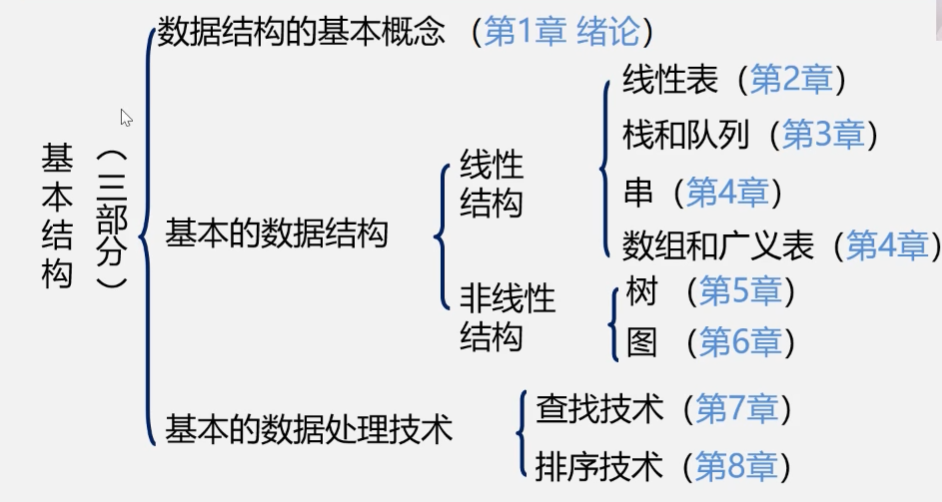 基本结构
（三部分）
数据结构的基本概念 （第1章 绪论）
基本的数据结构
线性
结构
线性表（第2章）
栈和队列（第3章）
串（第4章）
数组和广义表（第4章）
非线性
结构
树 （第5章）
图 （第6章）
基本的数据处理技术
查找技术（第7章）
排序技术（第8章）